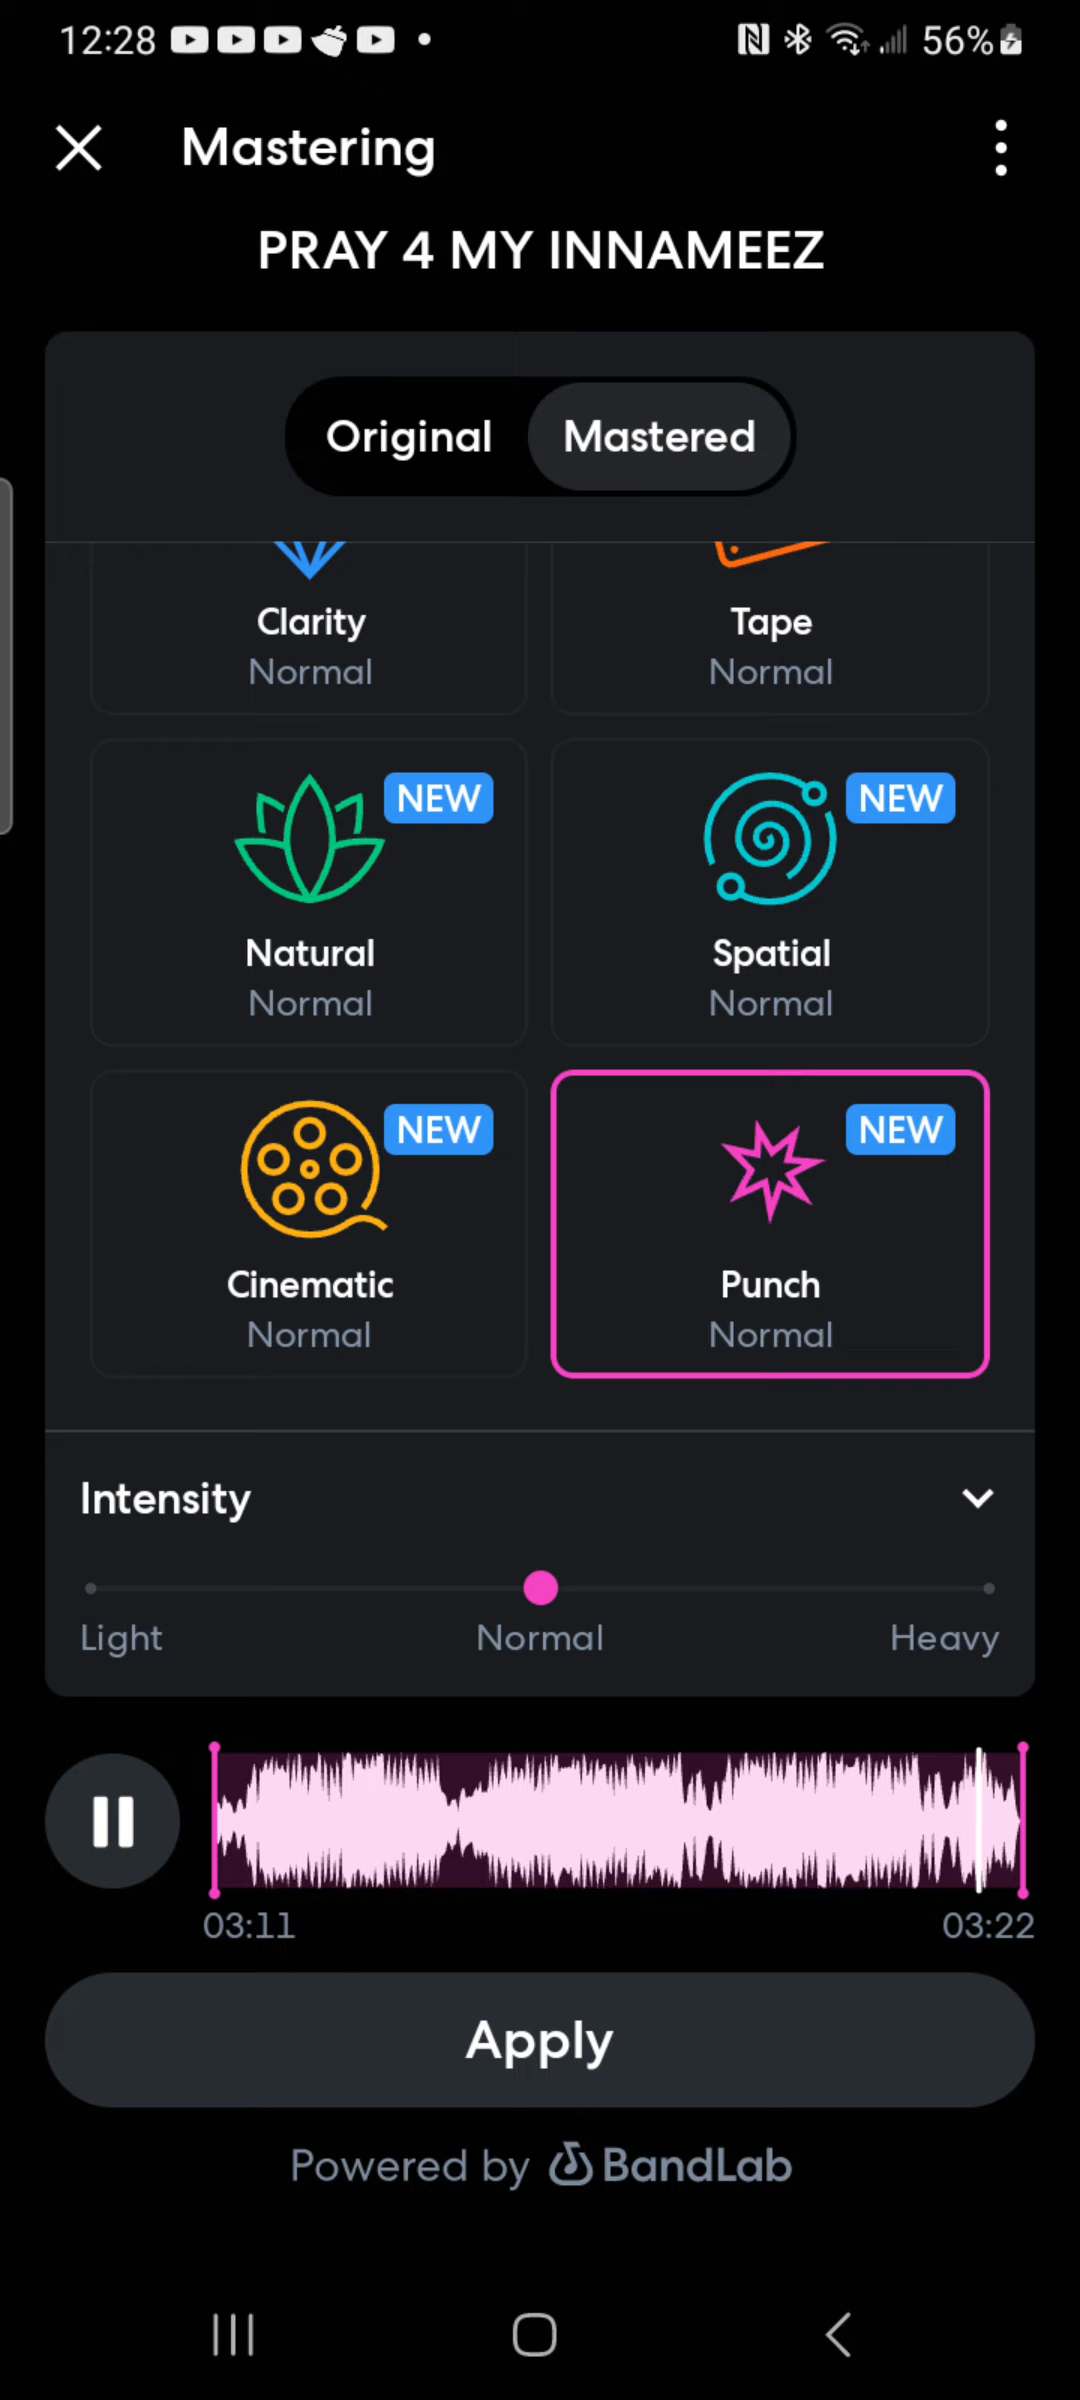 12:28 56%
Mastering
PRAY 4 MY INNAMEEZ
Original Mastered
Clarity Tape
Normal Normal
NEW NEW
Natural Spatial
Normal Normal
NEW NEW
Cinematic Punch
Normal Normal
Intensity
Light Normal Heavy
03:11 03:22
Apply
Powered by BandLab